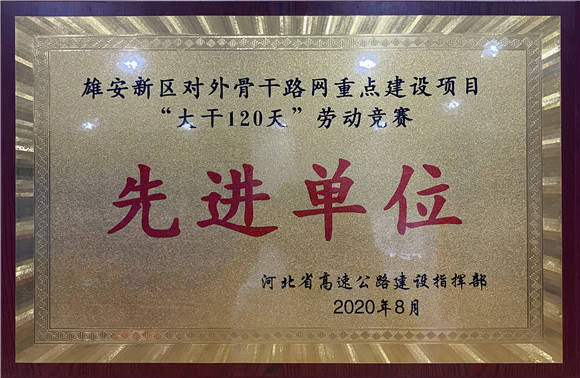 雄安新区对外骨干路网重点建设项目
“大干120天”劳动竞赛
先进单位
河北省高速公路建设指挥部
2020年8月